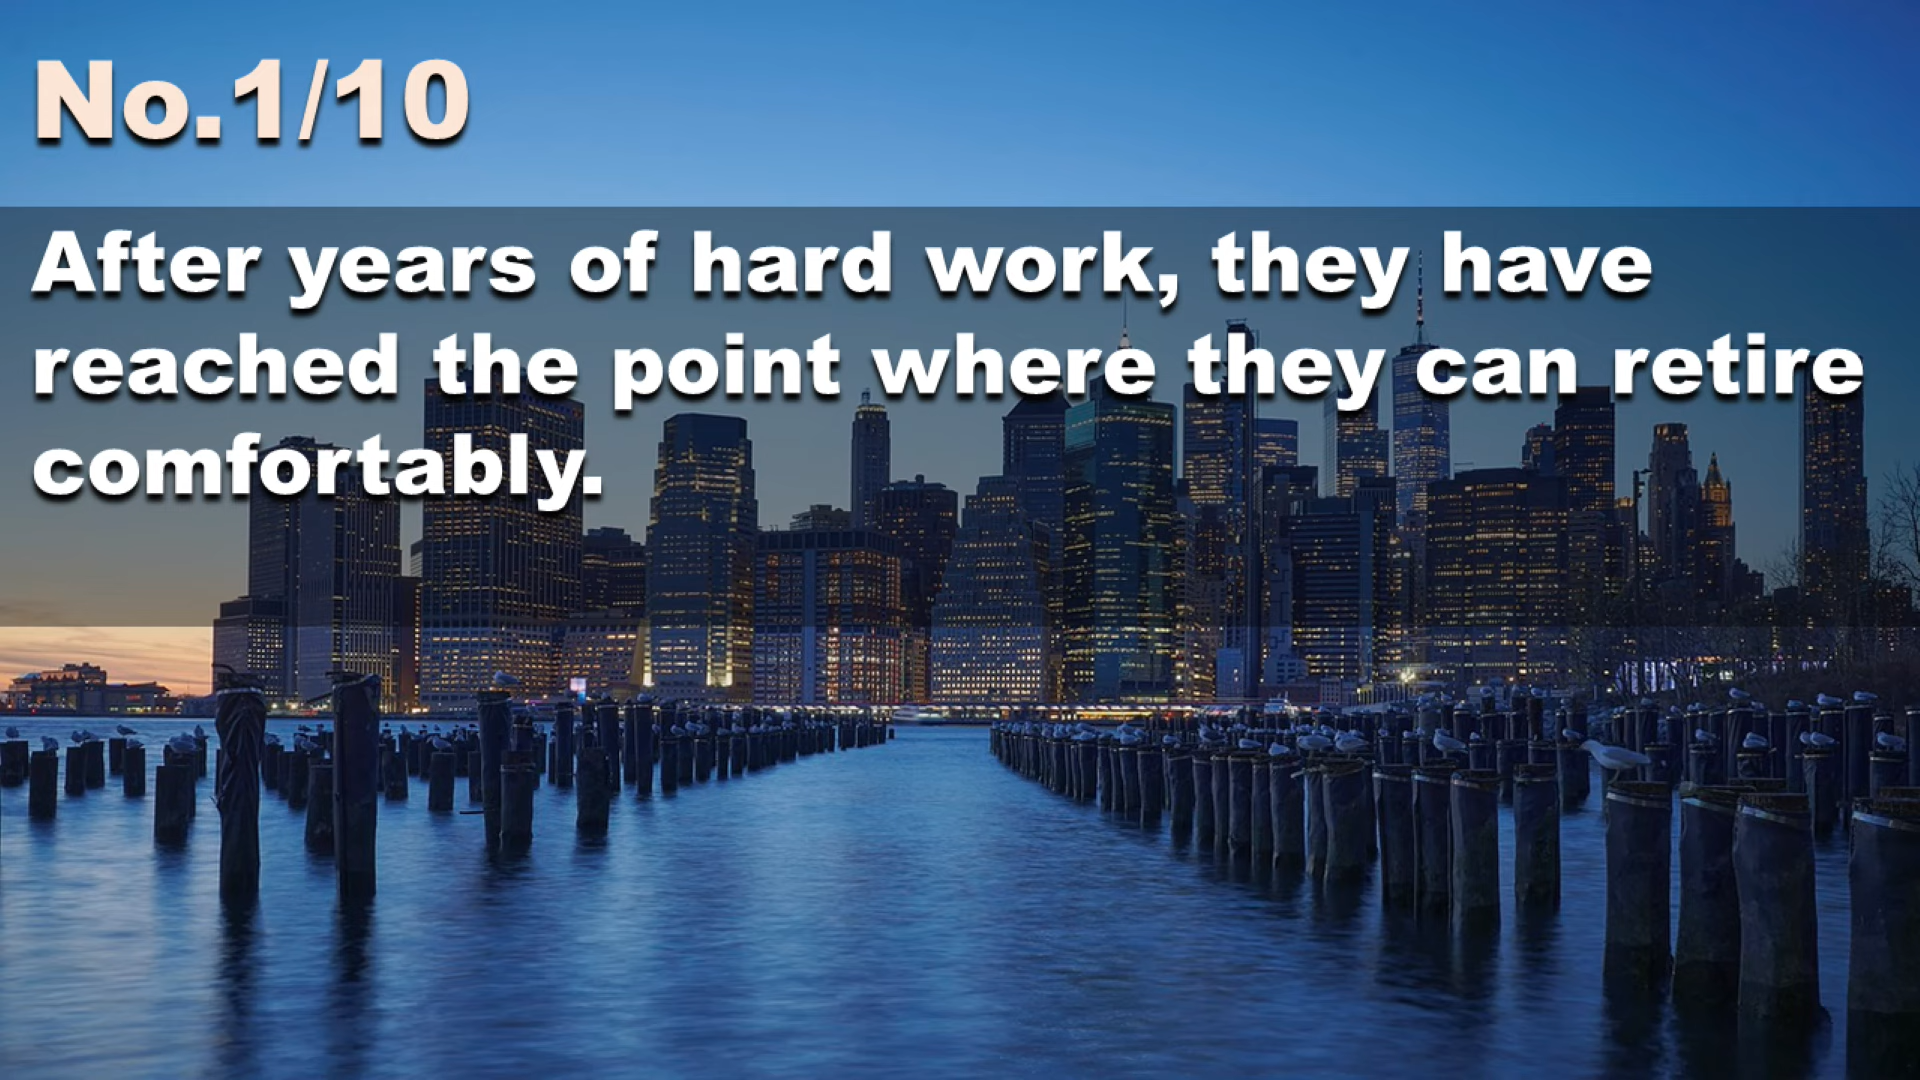 No.1/10
After years of hard work, they have
reached the point where they can retire
comfortably.